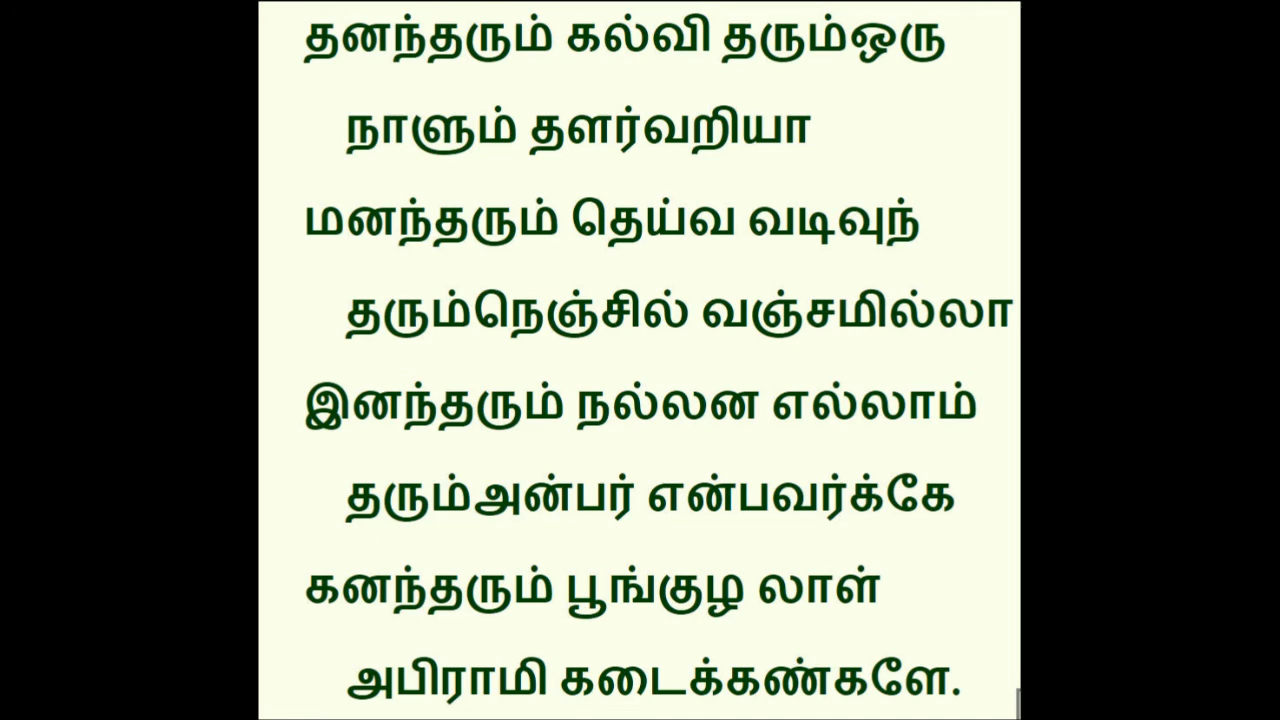 தனந்தரும் கல்வி தரும்ஒரு
நாளும் தளர்வறியா
மனந்தரும் தெய்வ வடிவுந்
தரும்நெஞ்சில் வஞ்சமில்லா
இனந்தரும் நல்லன எல்லாம்
தரும்அன்பர் என்பவர்க்கே
கனந்தரும் பூங்குழ லாள்
அபிராமி கடைக்கண்களே.